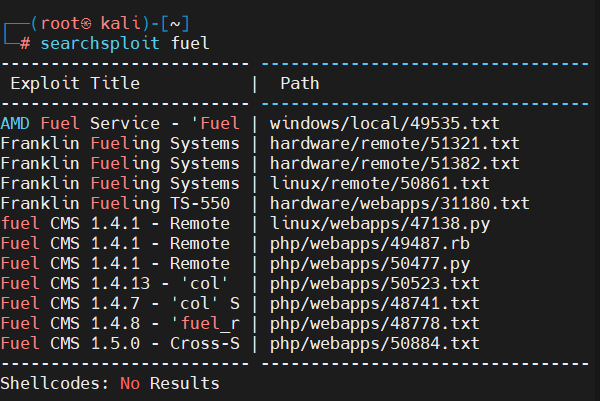 ┌──(root㉿ kali)-[~]
└─# searchsploit fuel
------------------------- ---------------------------------
 Exploit Title           |  Path
------------------------- ---------------------------------
AMD Fuel Service - 'Fuel | windows/local/49535.txt
Franklin Fueling Systems | hardware/remote/51321.txt
Franklin Fueling Systems | hardware/remote/51382.txt
Franklin Fueling Systems | linux/remote/50861.txt
Franklin Fueling TS-550  | hardware/webapps/31180.txt
fuel CMS 1.4.1 - Remote  | linux/webapps/47138.py
Fuel CMS 1.4.1 - Remote  | php/webapps/49487.rb
Fuel CMS 1.4.1 - Remote  | php/webapps/50477.py
Fuel CMS 1.4.13 - 'col'  | php/webapps/50523.txt
Fuel CMS 1.4.7 - 'col' S | php/webapps/48741.txt
Fuel CMS 1.4.8 - 'fuel_r | php/webapps/48778.txt
Fuel CMS 1.5.0 - Cross-S | php/webapps/50884.txt
------------------------- ---------------------------------
Shellcodes: No Results